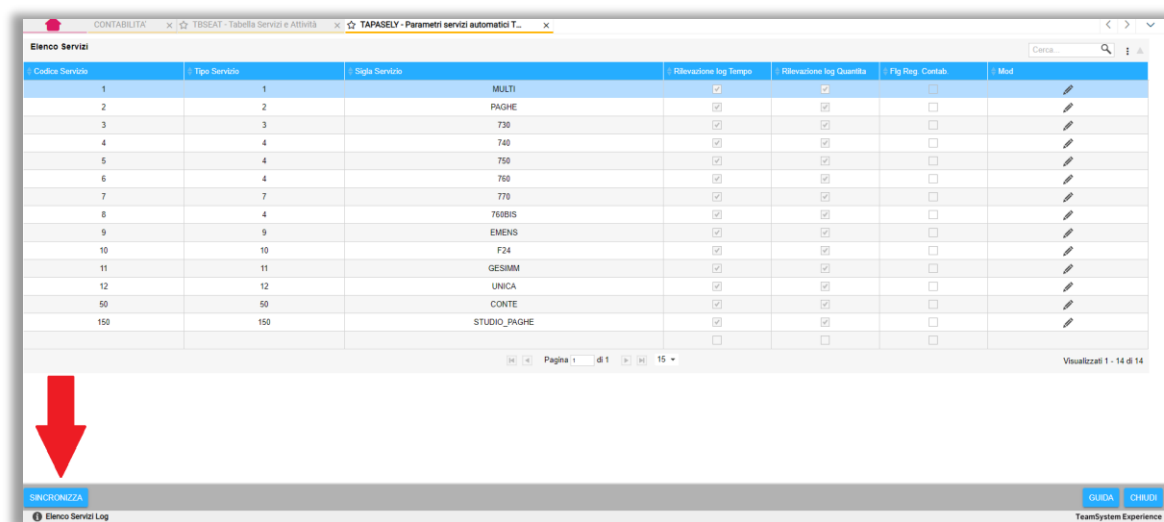 CONTABILITA' TBSEAT - Tabella Servizi e Attività TAPASELY - Parametri servizi automatici T...
Elenco Servizi Cerca...
Codice Servizio Tipo Servizio Sigla Servizio Rilevazione log Tempo Rilevazione log Quantita Flg Reg. Contab. Mod
1 1 MULTI
2 2 PAGHE
3 3 730
4 4 740
5 4 750
6 4 760
7 7 770
8 4 760BIS
9 9 EMENS
10 10 F24
11 11 GESIMM
12 12 UNICA
50 50 CONTE
150 150 STUDIO_PAGHE
Pagina 1 di 1 15 Visualizzati 1 - 14 di 14
SINCRONIZZA GUIDA CHIUDI
Elenco Servizi Log TeamSystem Experience